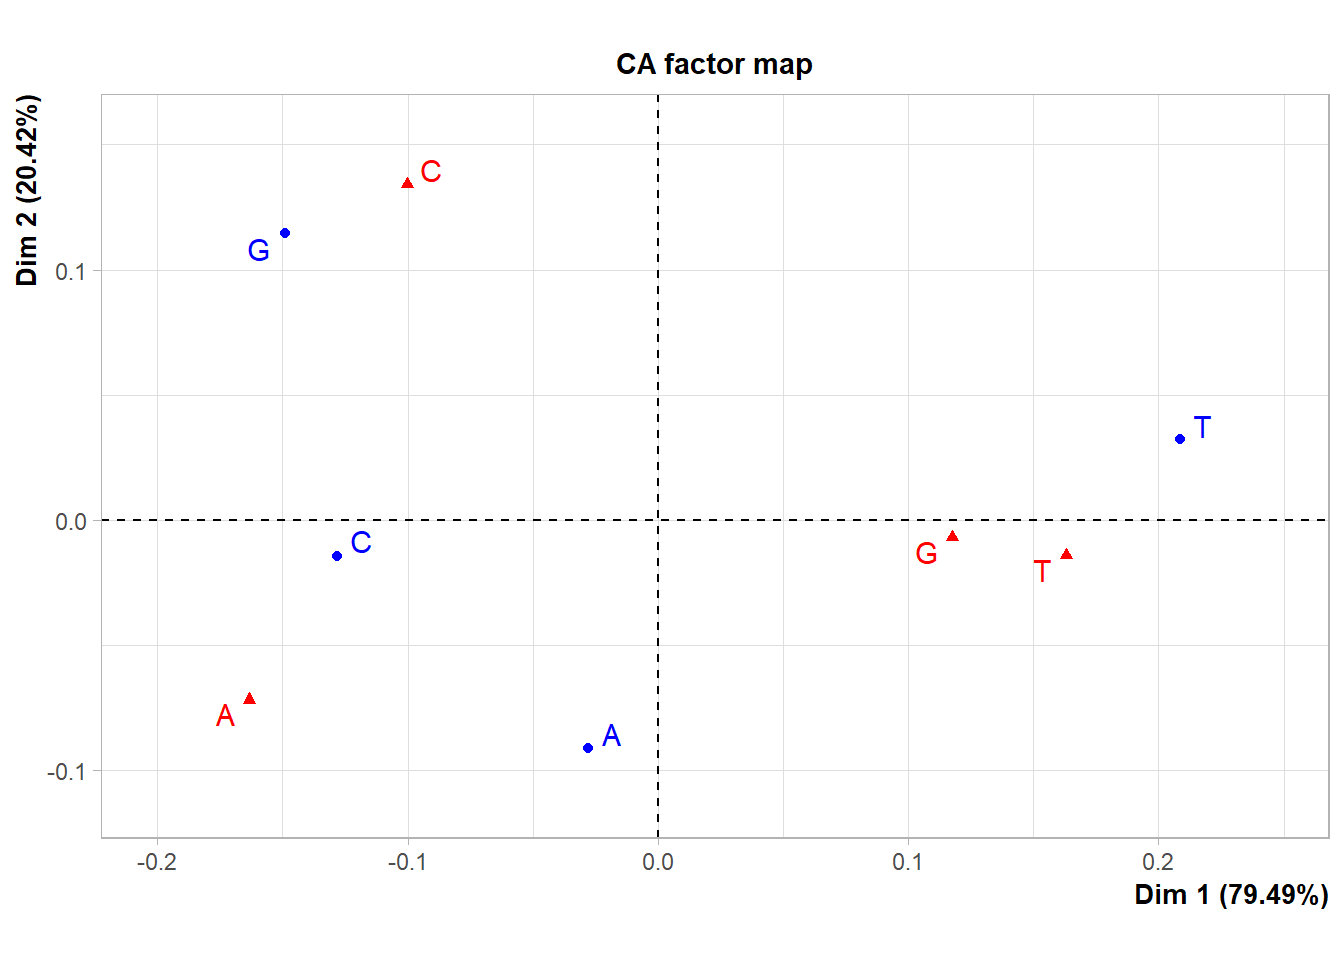 CA factor map
Dim 2 (20.42%)
C
G
0.1
T
0.0
C
G
T
A
A
-0.1
-0.2
-0.1
0.0
0.1
0.2
Dim 1 (79.49%)